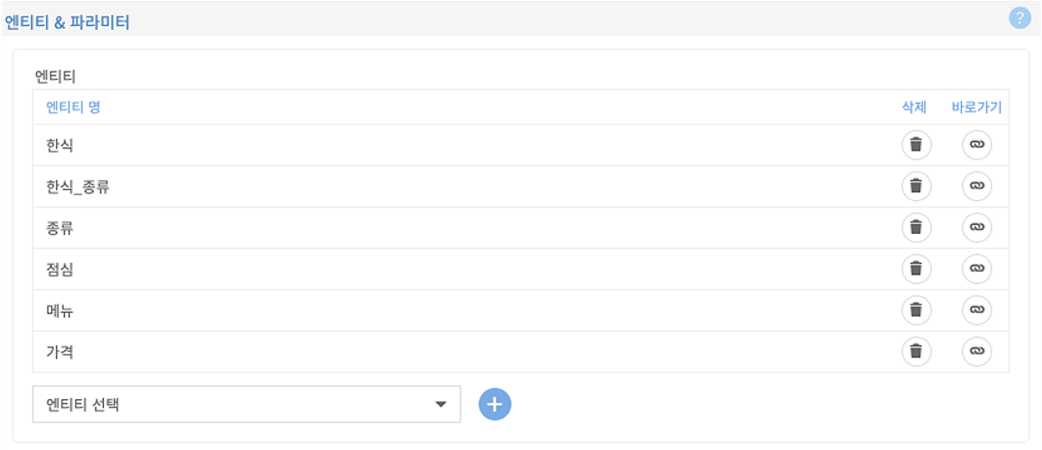 엔티티 & 파라미터
?
엔티티
엔티티 명 삭제 바로가기
한식
한식_종류
종류
점심
메뉴
가격
엔티티 선택